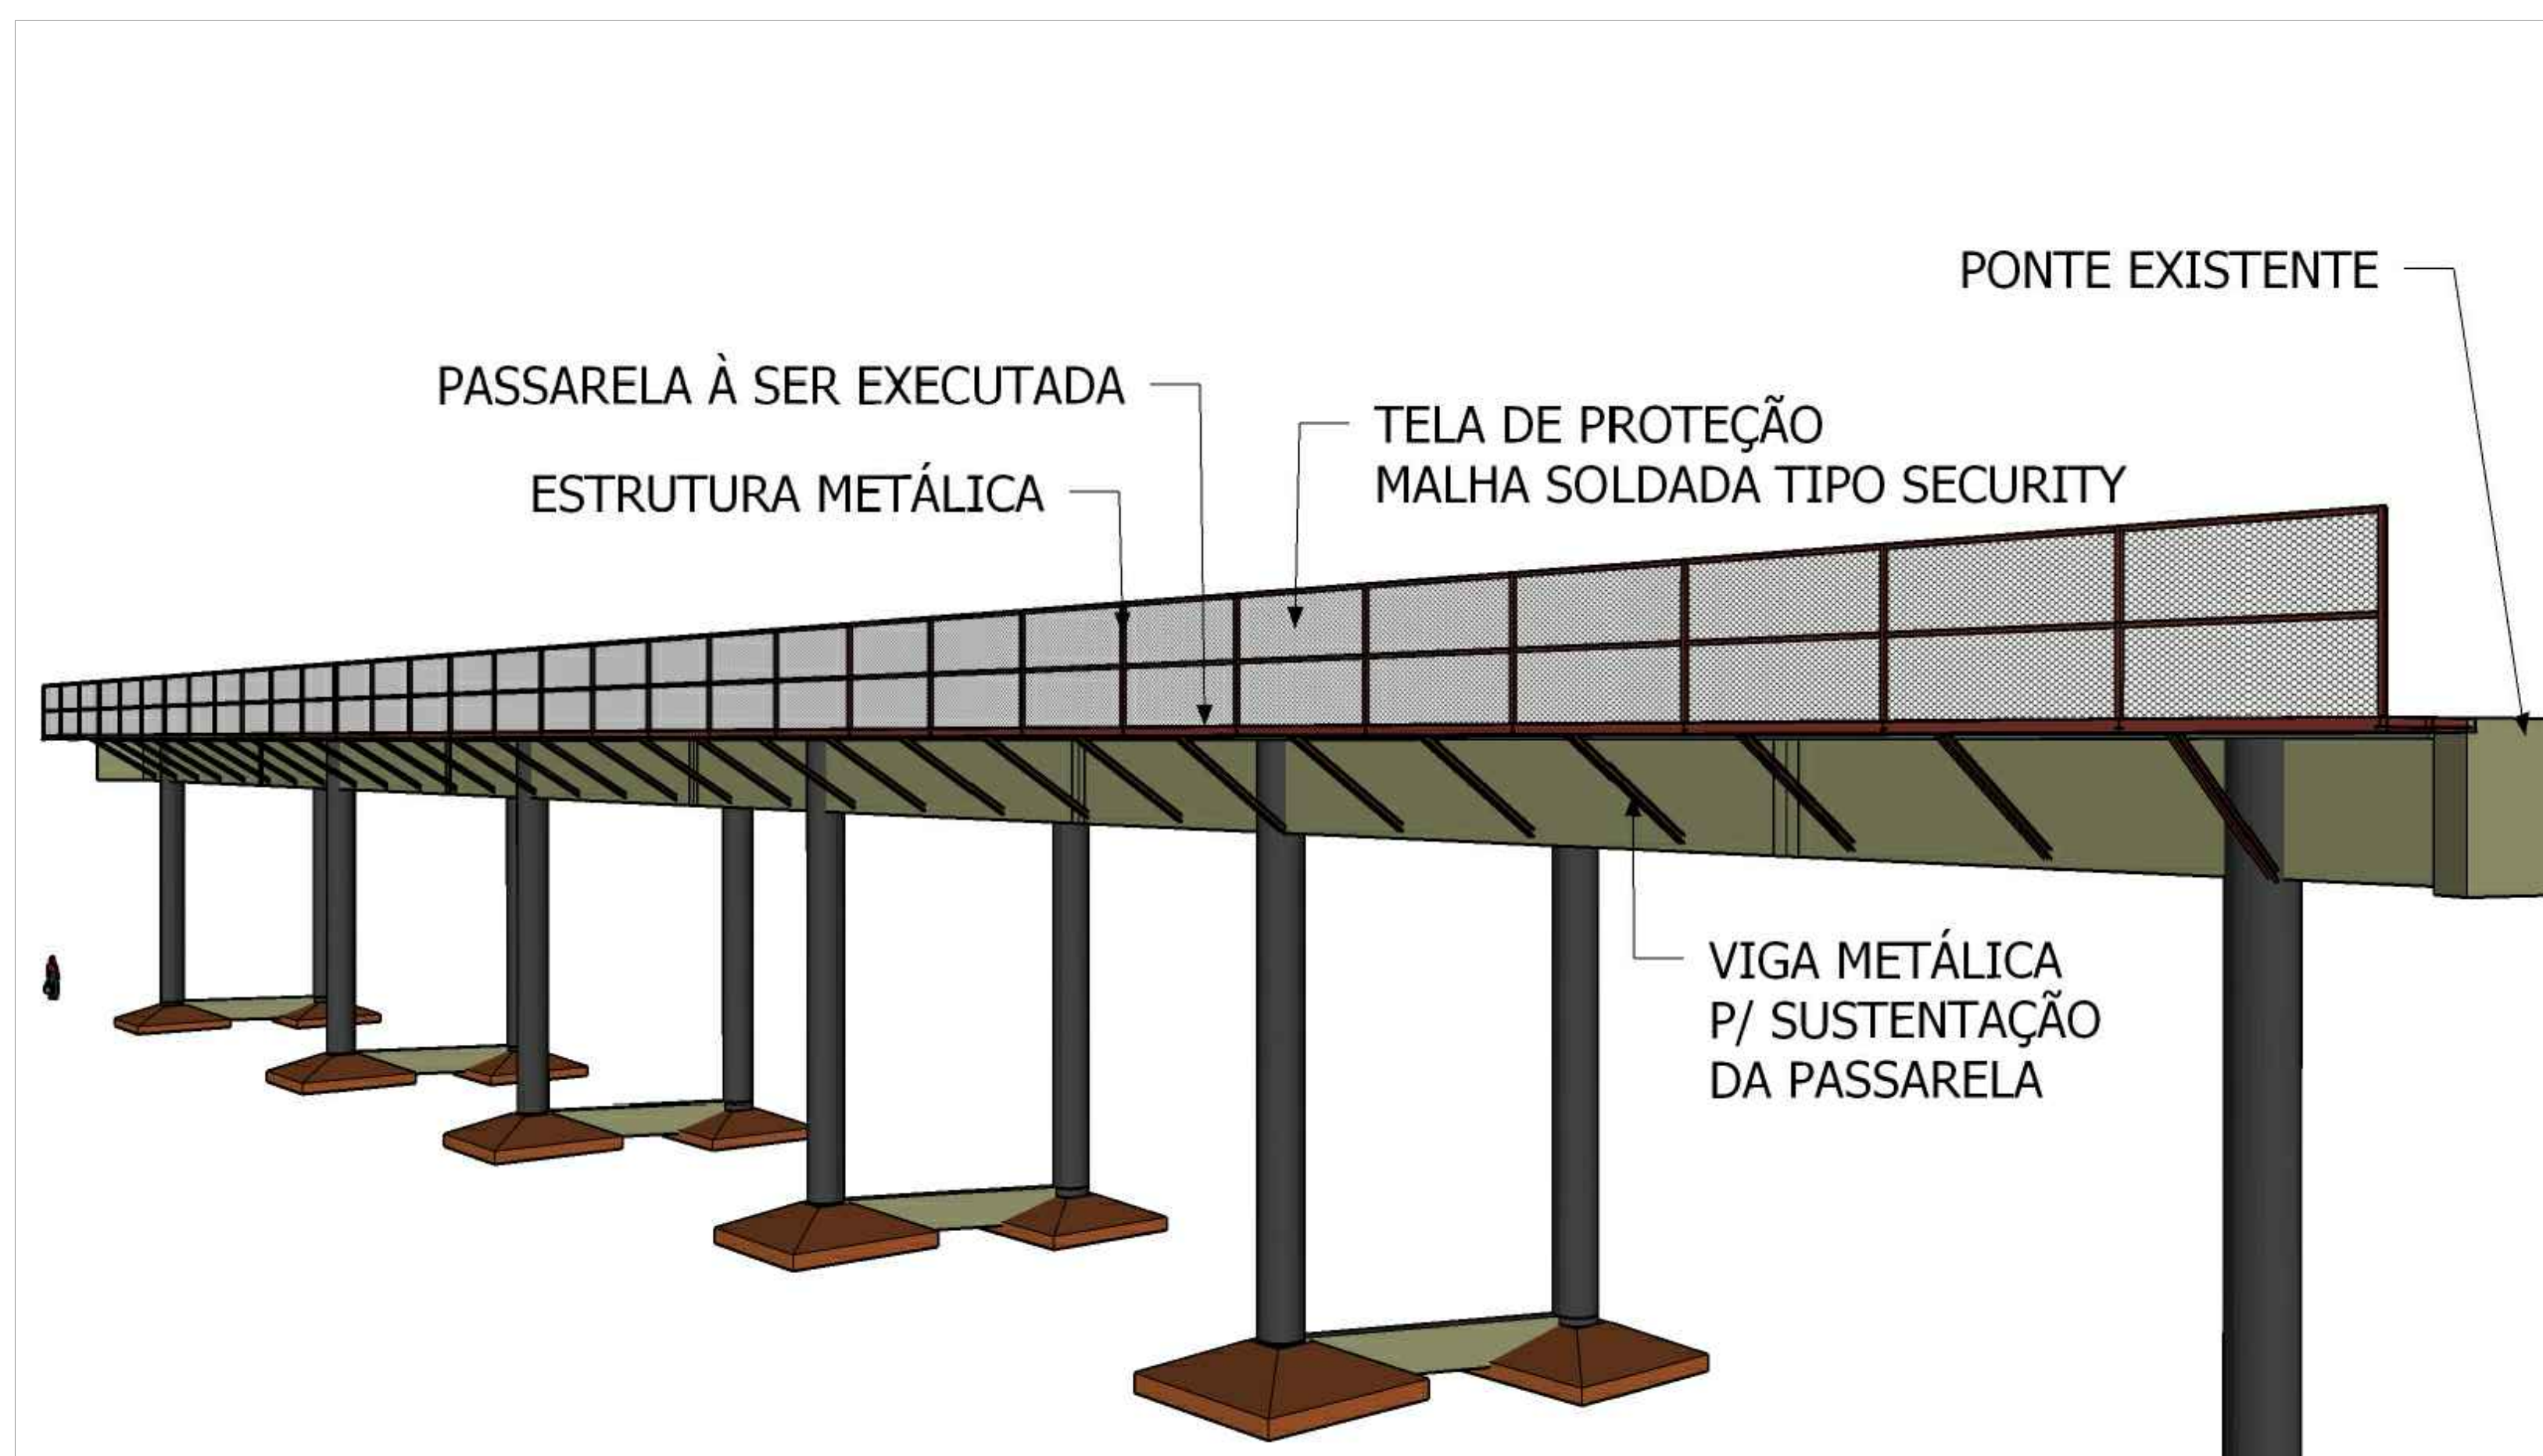 PONTE EXISTENTE
PASSARELA À SER EXECUTADA
TELA DE PROTEÇÃO
MALHA SOLDADA TIPO SECURITY
ESTRUTURA METÁLICA
VIGA METÁLICA
P/ SUSTENTAÇÃO
DA PASSARELA